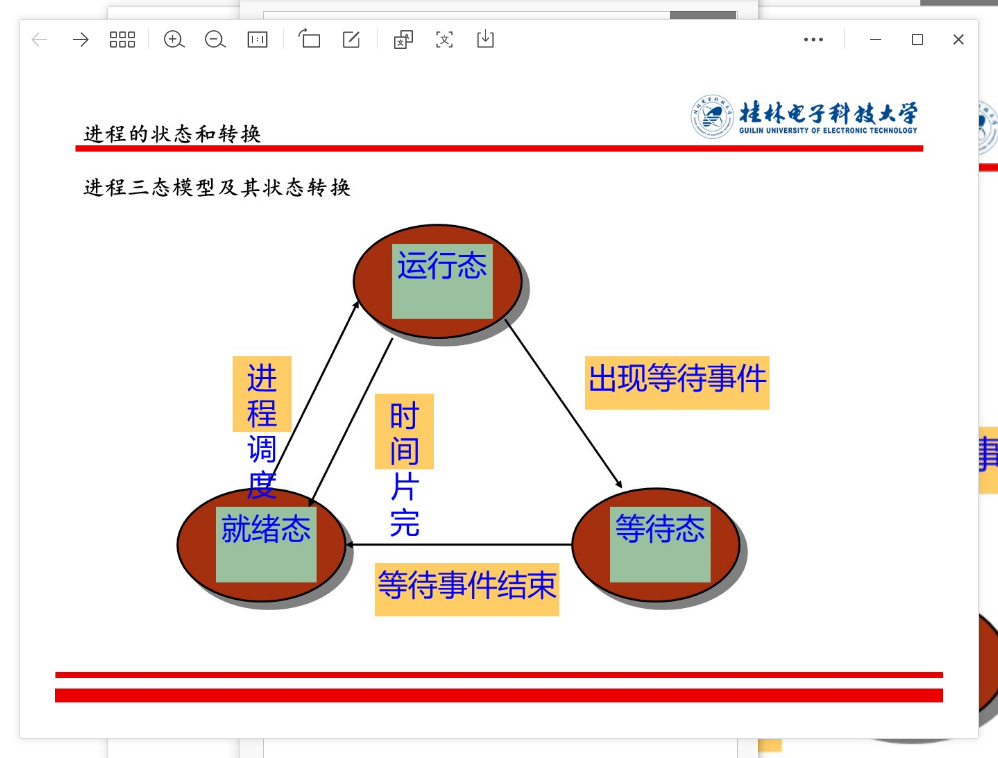 桂林电子科技大学
GUILIN UNIVERSITY OF ELECTRONIC TECHNOLOGY
进程的状态和转换
进程三态模型及其状态转换
运行态
进程调度
时间片完
出现等待事件
就绪态
等待态
等待事件结束
事